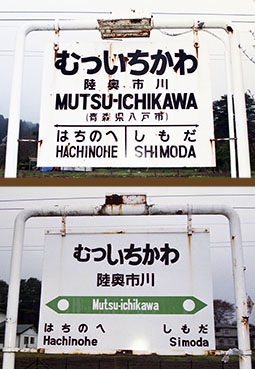 むついちかわ
陸奥市川
MUTSU-ICHIKAWA
(青森県八戸市)
はちのへ しもだ
HACHINOHE SHIMODA
むついちかわ
陸奥市川
Mutsu-ichikawa
はちのへ しもだ
Hachinohe Simoda